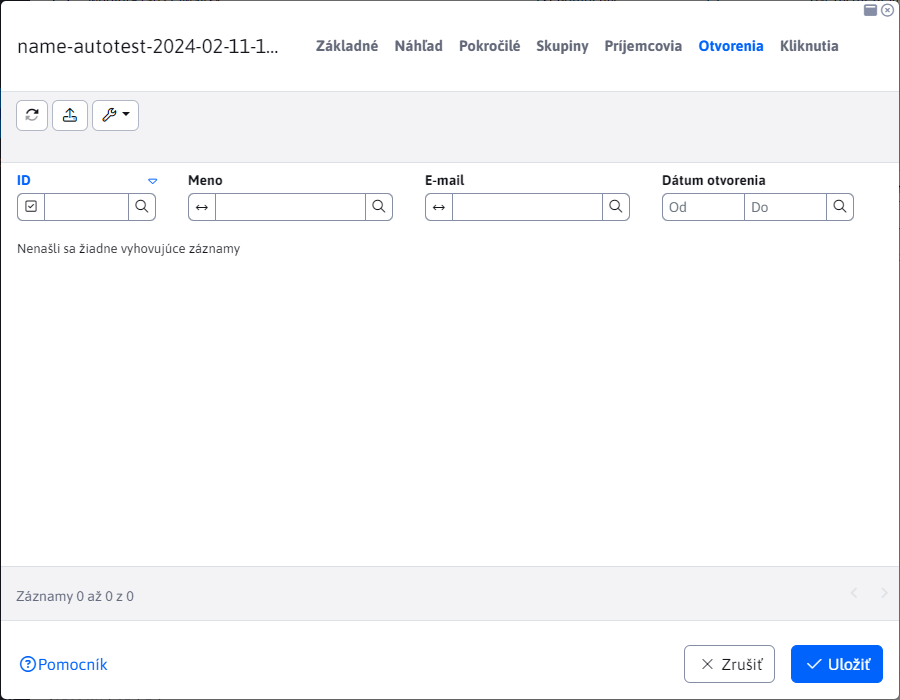 name-autotest-2024-02-11-1...
Základné Náhľad Pokročilé Skupiny Príjemcovia Otvorenia Kliknutia
ID Meno E-mail Dátum otvorenia
Od Do
Nenašli sa žiadne vyhovujúce záznamy
Záznamy 0 až 0 z 0
Pomocník Zrušiť Uložiť